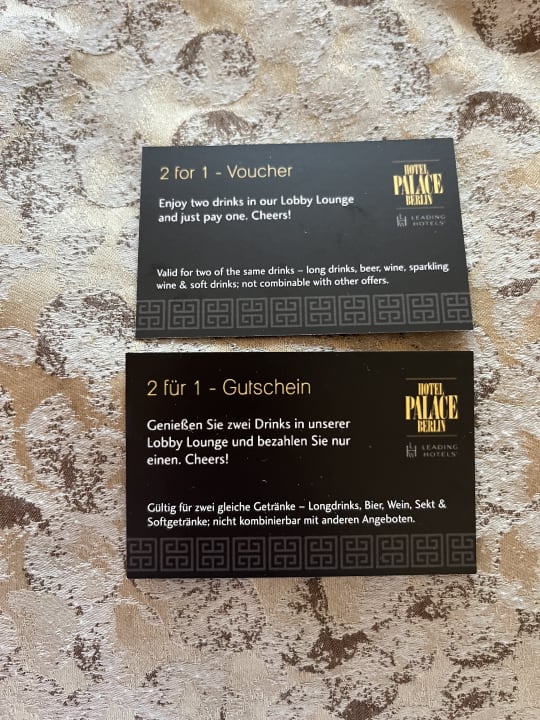 2 for 1 - Voucher
Enjoy two drinks in our Lobby Lounge
and just pay one. Cheers!
HOTEL
PALACE
BERLIN
LEADING
HOTELS
Valid for two of the same drinks – long drinks, beer, wine, sparkling
wine & soft drinks; not combinable with other offers.
2 für 1 - Gutschein
Genießen Sie zwei Drinks in unserer
Lobby Lounge und bezahlen Sie nur
einen. Cheers!
HOTEL
PALACE
BERLIN
LEADING
HOTELS
Gültig für zwei gleiche Getränke – Longdrinks, Bier, Wein, Sekt &
Softgetränke; nicht kombinierbar mit anderen Angeboten.